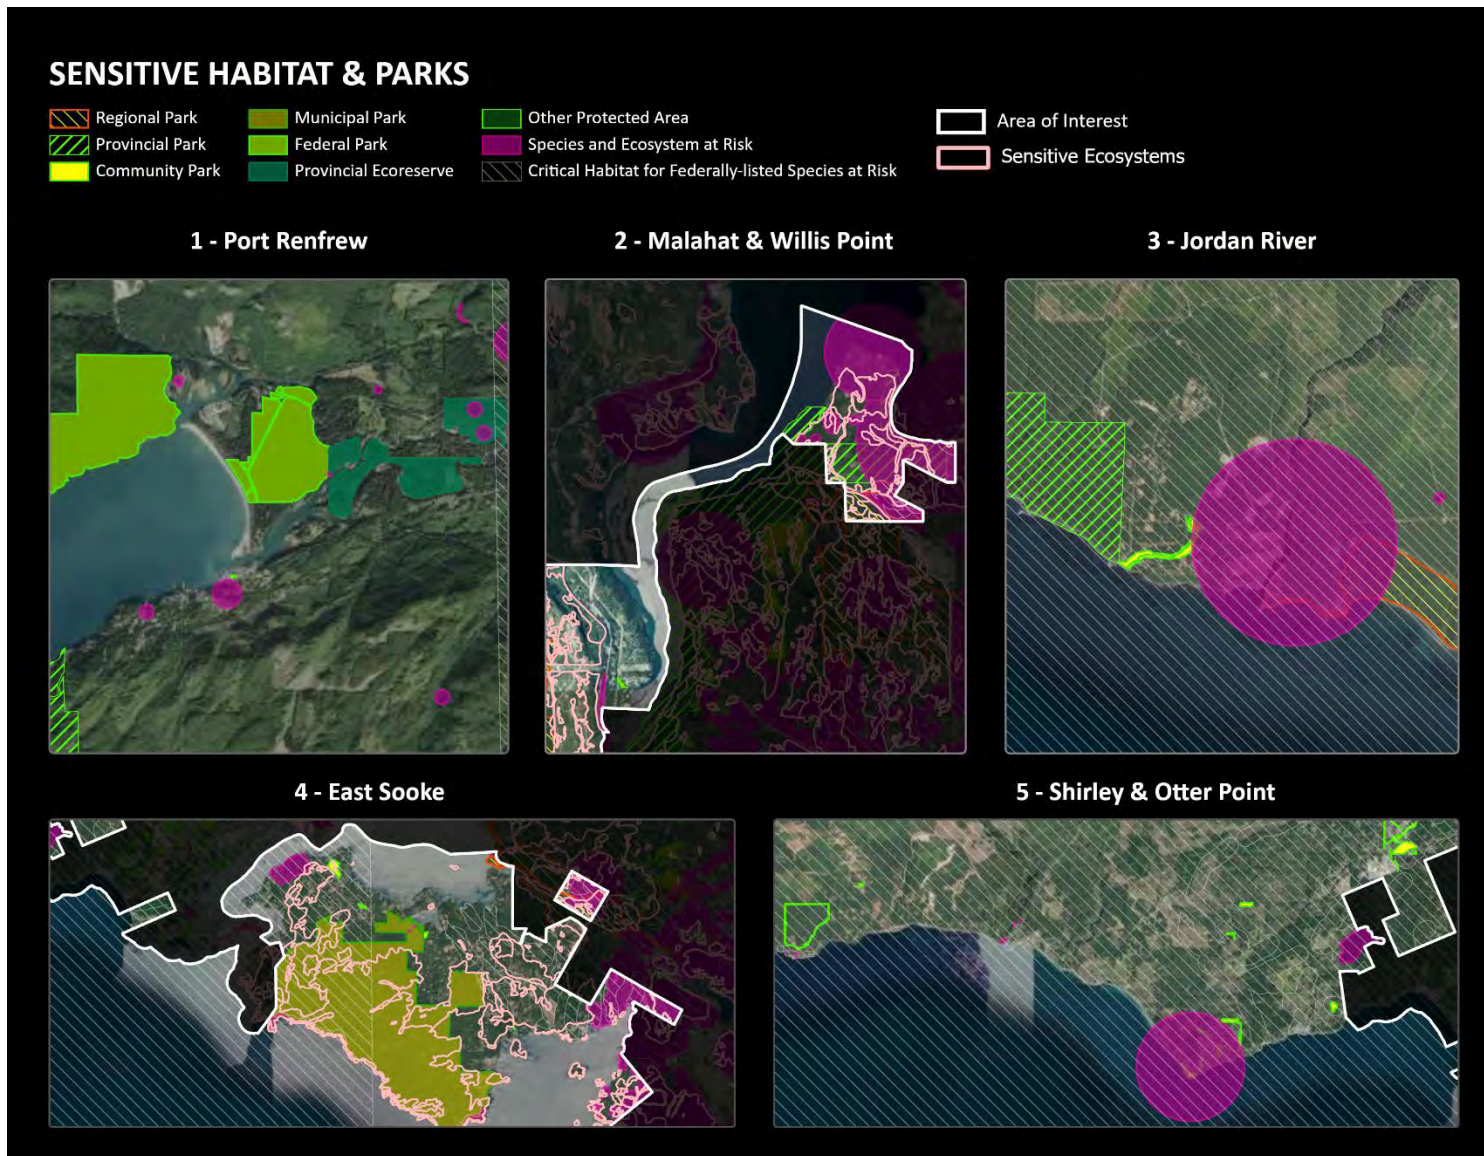 SENSITIVE HABITAT & PARKS
Regional Park
Municipal Park
Other Protected Area
Area of Interest
Provincial Park
Federal Park
Species and Ecosystem at Risk
Sensitive Ecosystems
Community Park
Provincial Ecoreserve
Critical Habitat for Federally-listed Species at Risk
1 - Port Renfrew
2 - Malahat & Willis Point
3 - Jordan River
4 - East Sooke
5 - Shirley & Otter Point